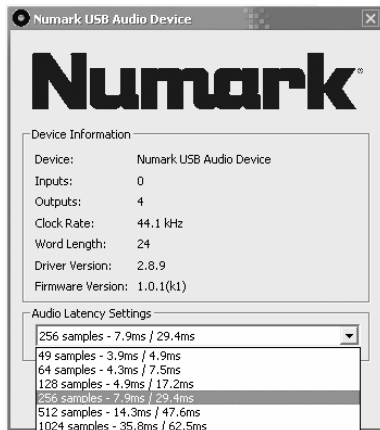 Numark USB Audio Device
Numark®
Device Information
Device: Numark USB Audio Device
Inputs: 0
Outputs: 4
Clock Rate: 44.1 kHz
Word Length: 24
Driver Version: 2.8.9
Firmware Version: 1.0.1(k1)
Audio Latency Settings
256 samples - 7.9ms / 29.4ms
49 samples - 3.9ms / 4.9ms
64 samples - 4.3ms / 7.5ms
128 samples - 4.9ms / 17.2ms
256 samples - 7.9ms / 29.4ms
512 samples - 14.3ms / 47.6ms
1024 samples - 35.8ms / 62.5ms